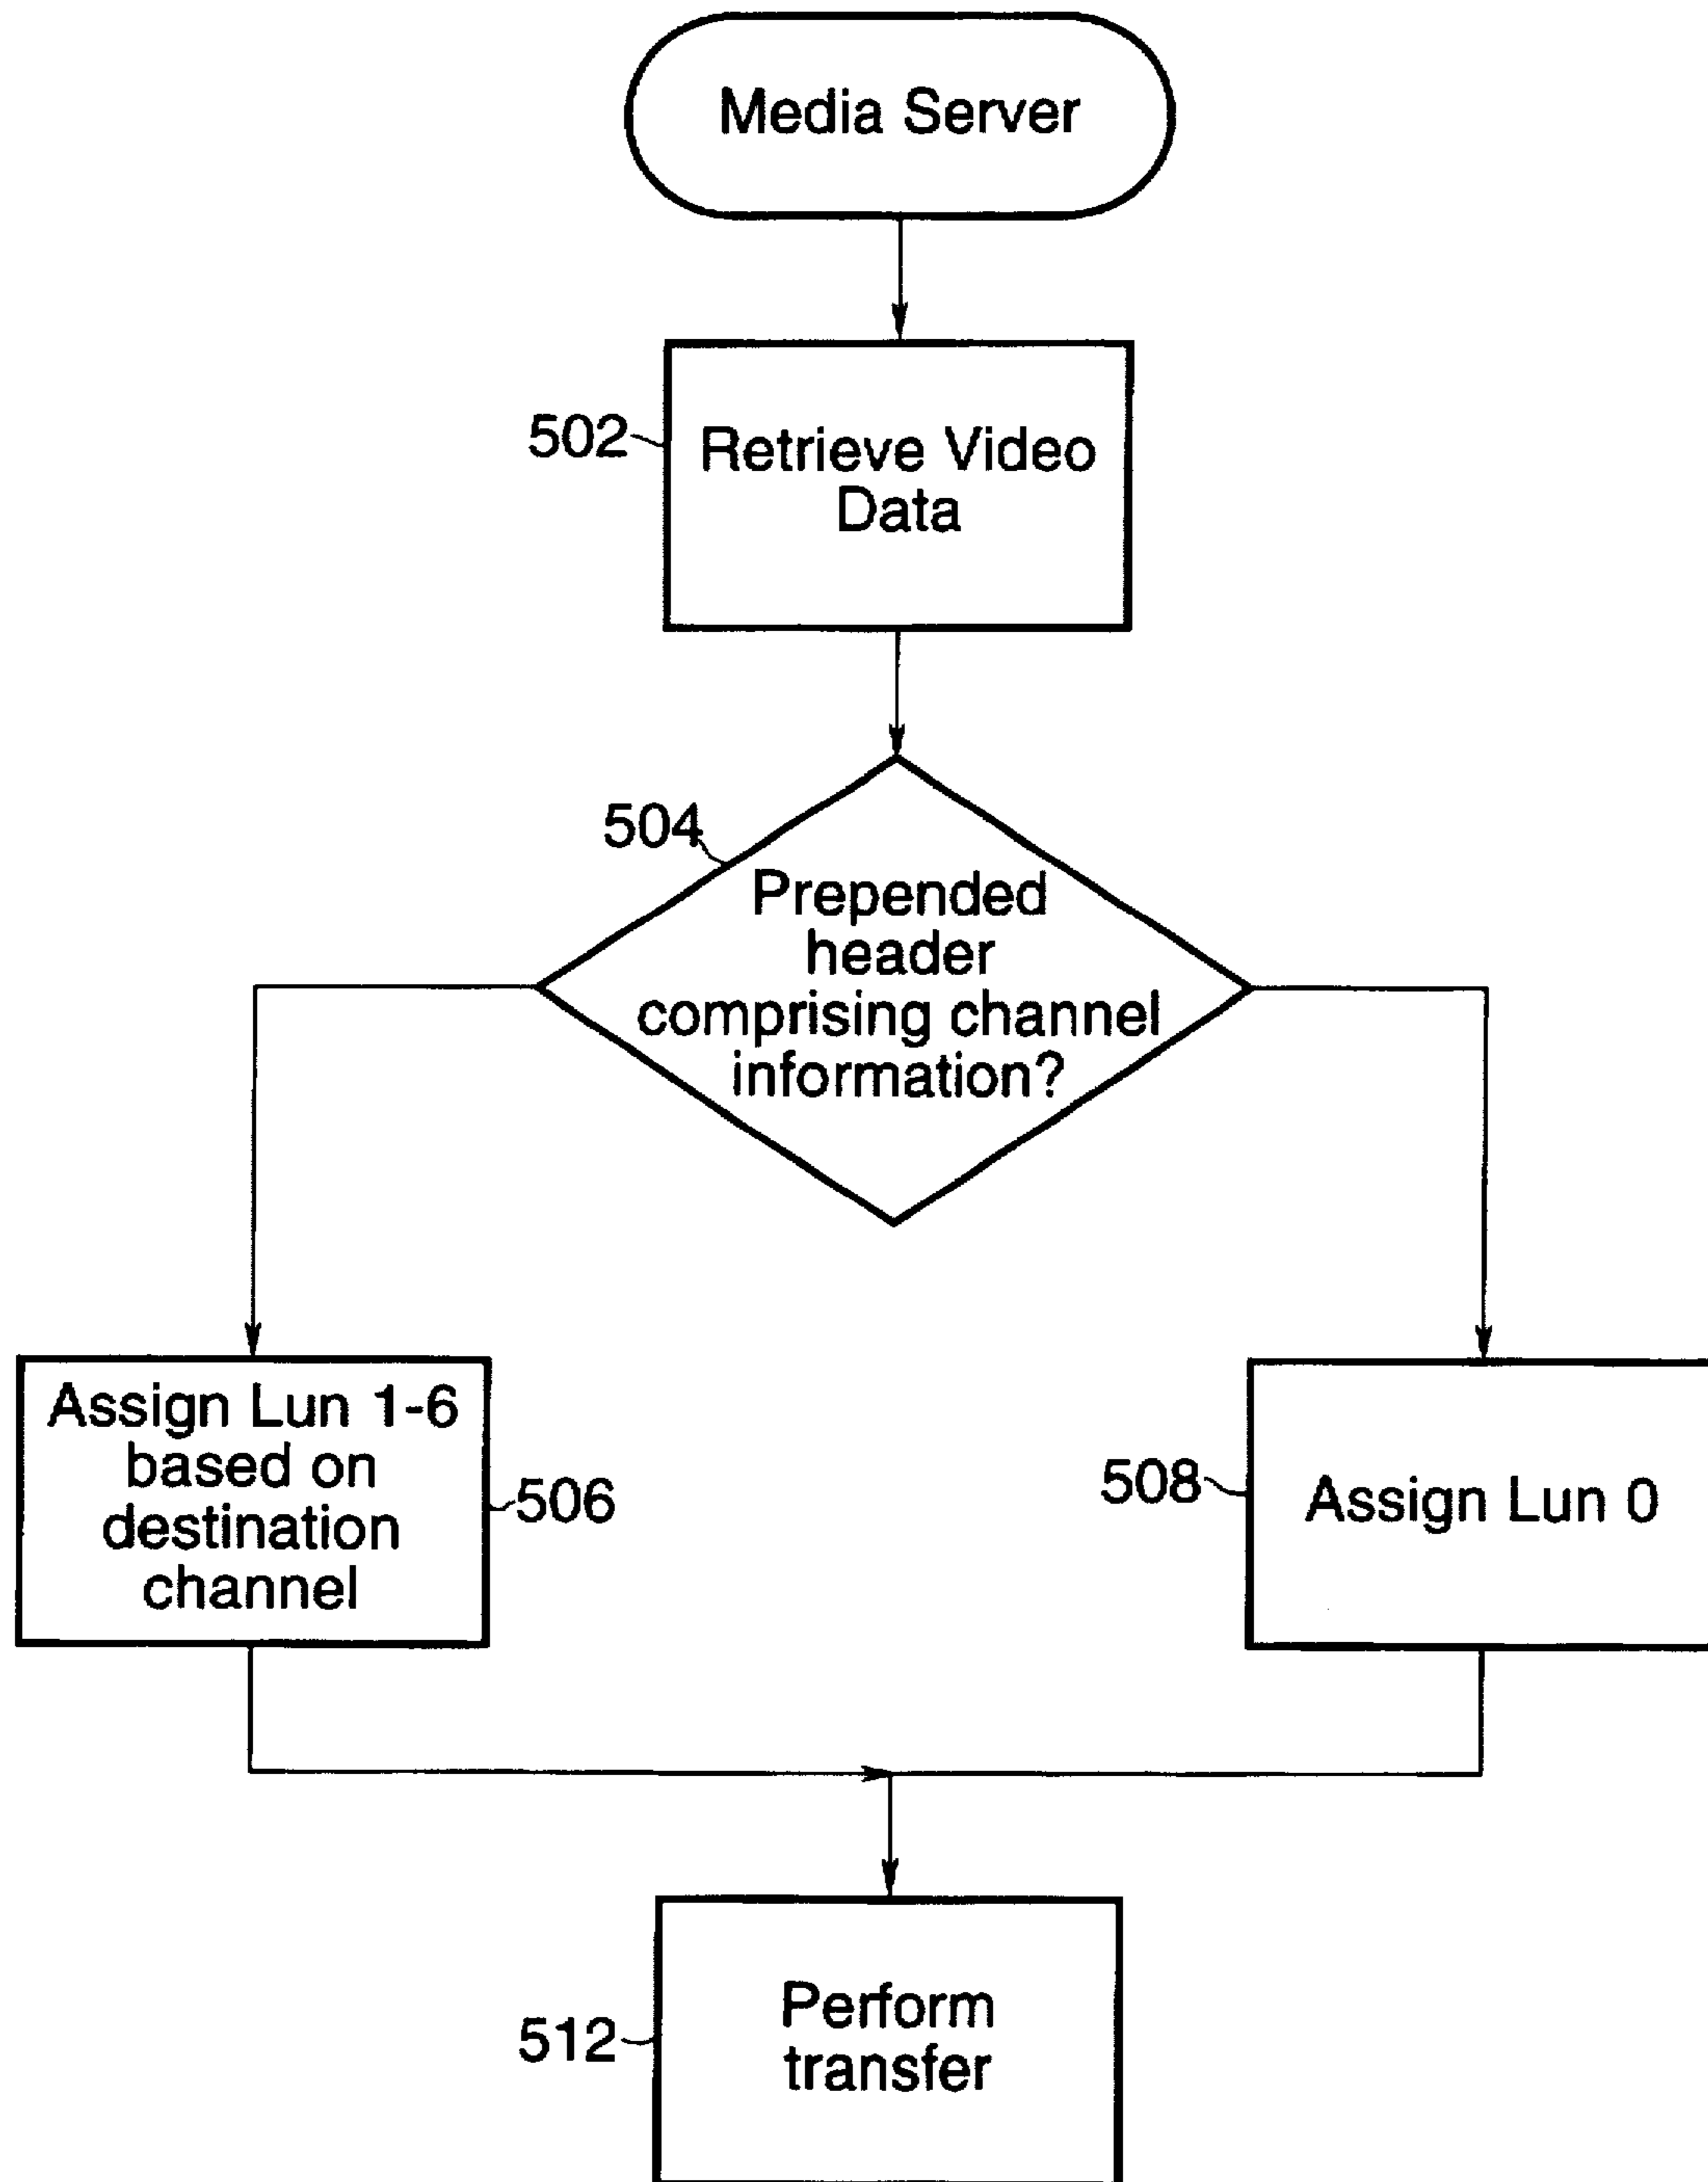 Media Server
502
Retrieve Video
Data
504
Prepended
header
comprising channel
information?
Assign Lun 1-6
based on
destination
channel
506
508
Assign Lun 0
512
Perform
transfer